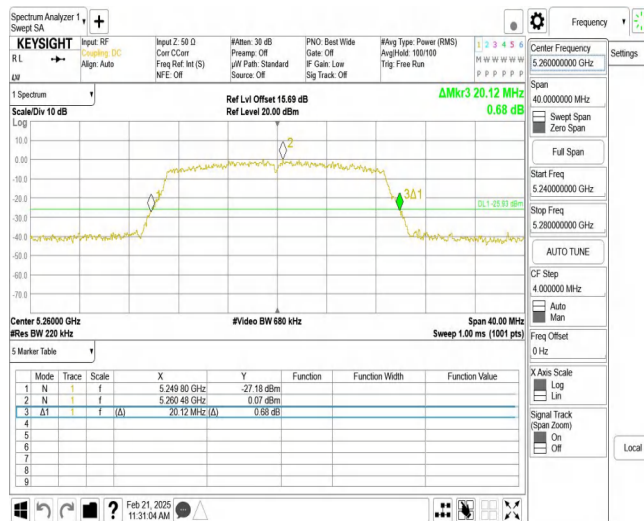 Spectrum Analyzer 1
Swept SA
+
Frequency
KEYSIGHT
RL
Input: RF
Coupling: DC
Align: Auto
Input Z: 50 Ω
Corr CCorr
Freq Ref: Int (S)
NFE: Off
#Atten: 30 dB
Preamp: Off
µW Path: Standard
Source: Off
PNO: Best Wide
Gate: Off
IF Gain: Low
Sig Track: Off
#Avg Type: Power (RMS)
Avg|Hold: 100/100
Trig: Free Run
1 2 3 4 5 6
M W W W W W
P P P P P P
1 Spectrum
Scale/Div 10 dB
Log
Ref Lvl Offset 15.69 dB
Ref Level 20.00 dBm
ΔMkr3 20.12 MHz
0.68 dB
10.0
0.00
-10.0
-20.0
-30.0
-40.0
-50.0
-60.0
-70.0
1
2
3Δ1
DL1 -25.93 dBm
Center 5.26000 GHz
#Res BW 220 kHz
#Video BW 680 kHz
Span 40.00 MHz
Sweep 1.00 ms (1001 pts)
5 Marker Table
Mode Trace Scale X Y Function Function Width Function Value
1 N 1 f 5.249 80 GHz -27.18 dBm
2 N 1 f 5.260 48 GHz 0.07 dBm
3 Δ1 1 f (Δ) 20.12 MHz (Δ) 0.68 dB
4
5
6
7
8
9
?
Feb 21, 2025
11:31:04 AM
Center Frequency
5.260000000 GHz
Span
40.0000000 MHz
Swept Span
Zero Span
Full Span
Start Freq
5.240000000 GHz
Stop Freq
5.280000000 GHz
AUTO TUNE
CF Step
4.000000 MHz
Auto
Man
Freq Offset
0 Hz
X Axis Scale
Log
Lin
Signal Track
(Span Zoom)
On
Off
Settings
Local